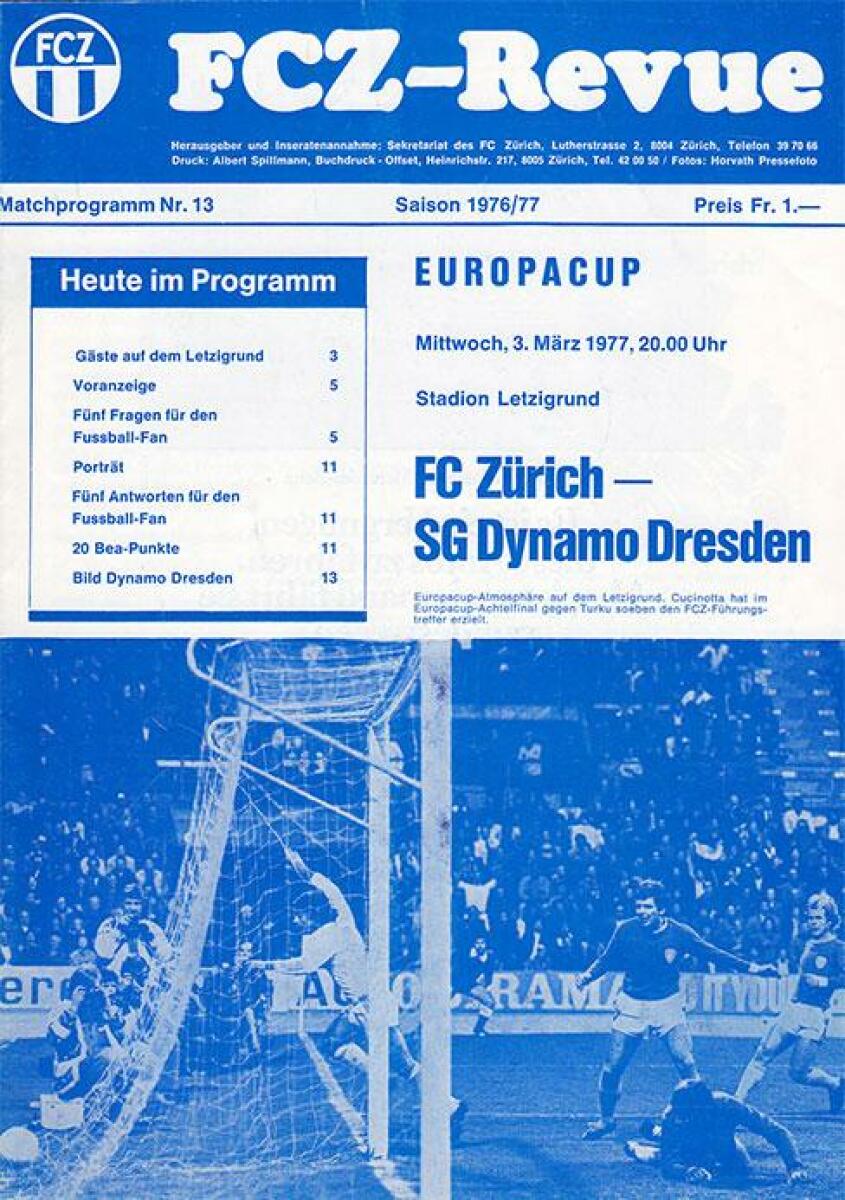 FCZ
FCZ-Revue
Herausgeber und Inseratenannahme: Sekretariat des FC Zürich, Lutherstrasse 2, 8004 Zürich, Telefon 39 70 66
Druck: Albert Spillmann, Buchdruck - Offset, Heinrichstr. 217, 8005 Zürich, Tel. 42 00 50 / Fotos: Horvath Pressefoto
Matchprogramm Nr. 13 Saison 1976/77 Preis Fr. 1.—
Heute im Programm
Gäste auf dem Letzigrund 3
Voranzeige 5
Fünf Fragen für den
Fussball-Fan 5
Porträt 11
Fünf Antworten für den
Fussball-Fan 11
20 Bea-Punkte 11
Bild Dynamo Dresden 13
EUROPACUP
Mittwoch, 3. März 1977, 20.00 Uhr
Stadion Letzigrund
FC Zürich —
SG Dynamo Dresden
Europacup-Atmosphäre auf dem Letzigrund. Cucinotta hat im
Europacup-Achtelfinal gegen Turku soeben den FCZ-Führungs-
treffer erzielt.
IT YOU